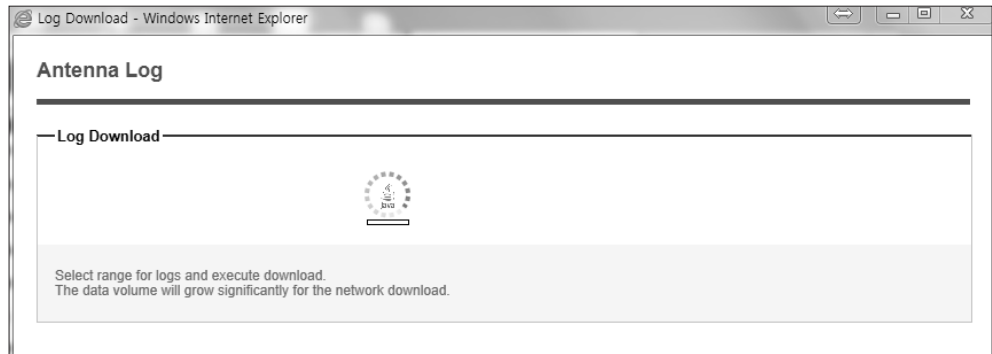 Log Download - Windows Internet Explorer
Antenna Log
Log Download
Java
Select range for logs and execute download.
The data volume will grow significantly for the network download.